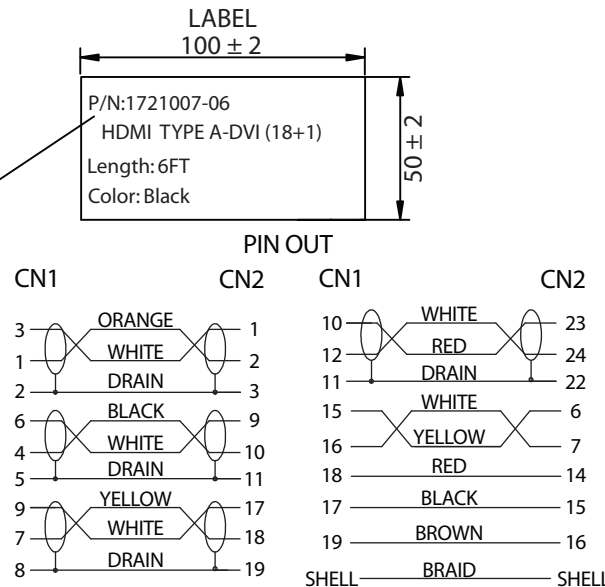 LABEL
100 ± 2
P/N:1721007-06
HDMI TYPE A-DVI (18+1)
Length: 6FT
Color: Black
50 ± 2
PIN OUT
CN1 CN2
3 ORANGE 1
1 WHITE 2
2 DRAIN 3
6 BLACK 9
4 WHITE 10
5 DRAIN 11
9 YELLOW 17
7 WHITE 18
8 DRAIN 19
CN1 CN2
10 WHITE 23
12 RED 24
11 DRAIN 22
15 WHITE 6
16 YELLOW 7
18 RED 14
17 BLACK 15
19 BROWN 16
SHELL BRAID SHELL